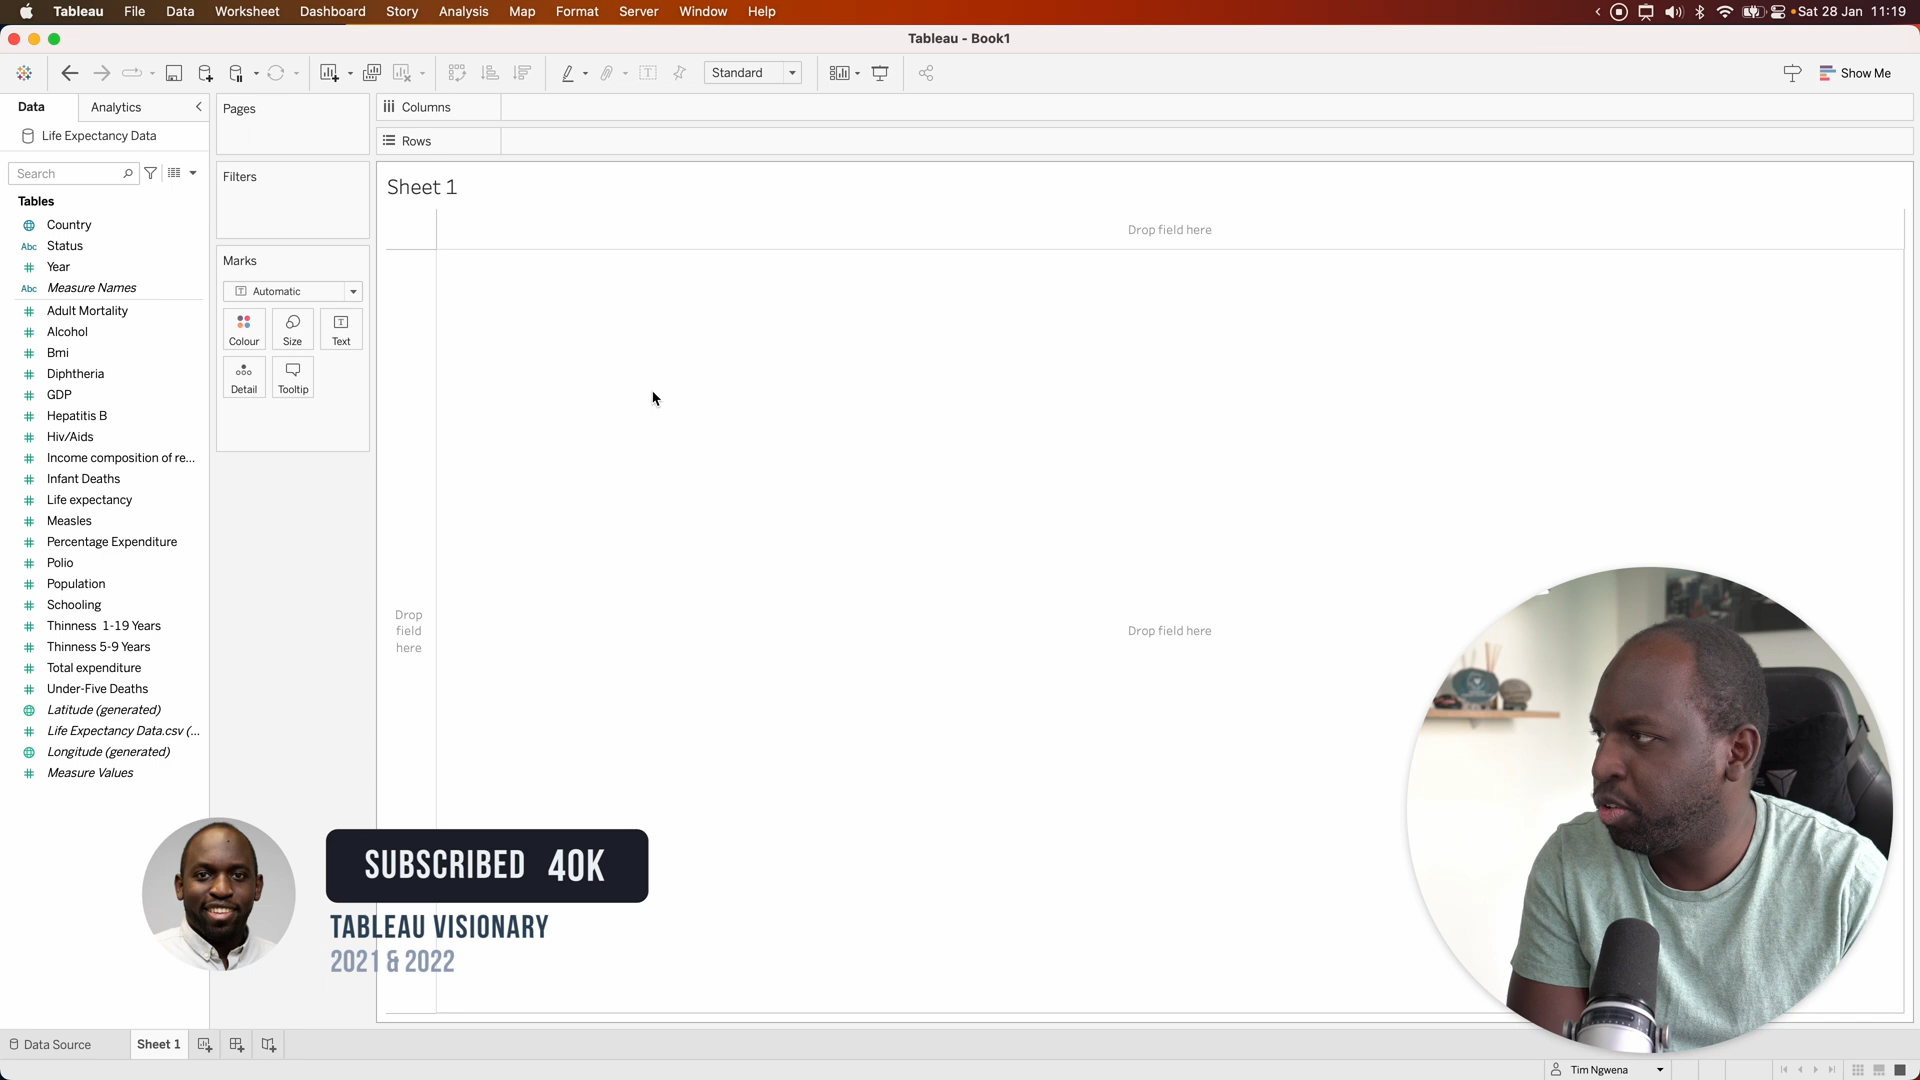 Tableau File Data Worksheet Dashboard Story Analysis Map Format Server Window Help Sat 28 Jan 11:19
Tableau - Book1
Standard Show Me
Data Analytics
Life Expectancy Data
Search
Tables
Country
Abc Status
Year
Abc Measure Names
Adult Mortality
Alcohol
Bmi
Diphtheria
GDP
Hepatitis B
Hiv/Aids
Income composition of re...
Infant Deaths
Life expectancy
Measles
Percentage Expenditure
Polio
Population
Schooling
Thinness 1-19 Years
Thinness 5-9 Years
Total expenditure
Under-Five Deaths
Latitude (generated)
Life Expectancy Data.csv (...
Longitude (generated)
Measure Values
Pages
Filters
Marks
Automatic
Colour Size Text
Detail Tooltip
Columns
Rows
Sheet 1
Drop field here
Drop
field
here
Drop field here
SUBSCRIBED 40K
TABLEAU VISIONARY
2021 & 2022
Data Source Sheet 1
Tim Ngwena